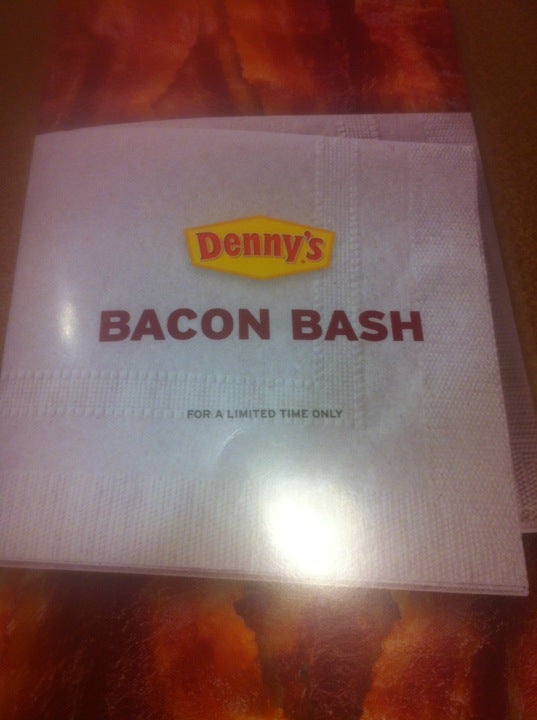 Denny's
BACON BASH
FOR A LIMITED TIME ONLY